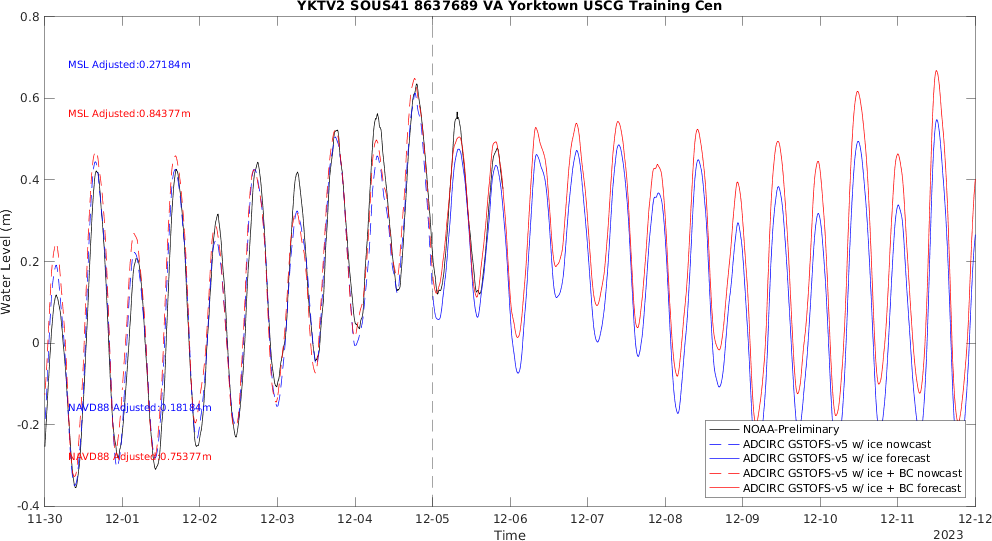 YKTV2 SOUS41 8637689 VA Yorktown USCG Training Cen
0.8
MSL Adjusted:0.27184m
0.6
MSL Adjusted:0.84377m
0.4
Water Level (m)
0.2
0
-0.2
NAVD88 Adjusted:0.18184m
NAVD88 Adjusted:0.75377m
-0.4
NOAA-Preliminary
ADCIRC GSTOFS-v5 w/ ice nowcast
ADCIRC GSTOFS-v5 w/ ice forecast
ADCIRC GSTOFS-v5 w/ ice + BC nowcast
ADCIRC GSTOFS-v5 w/ ice + BC forecast
11-30 12-01 12-02 12-03 12-04 12-05 12-06 12-07 12-08 12-09 12-10 12-11 12-12
Time
2023